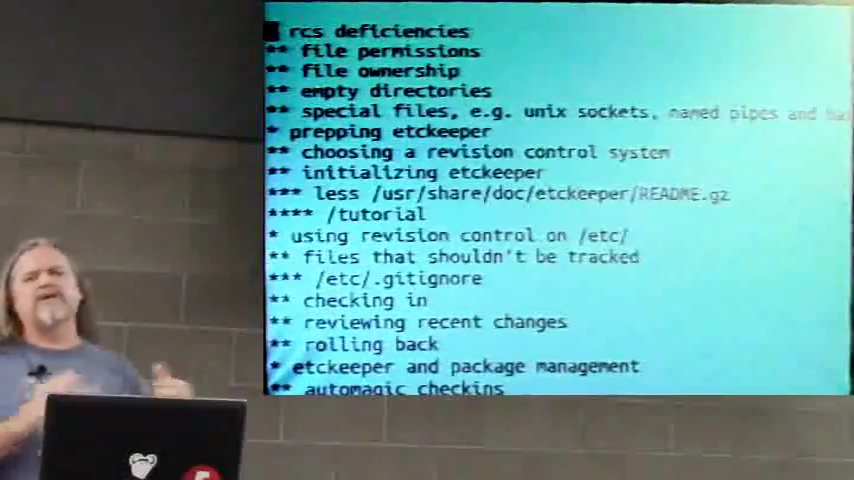 rcs deficiencies
** file permissions
** file ownership
** empty directories
** special files, e.g. unix sockets, named pipes and
* prepping etckeeper
** choosing a revision control system
** initializing etckeeper
*** less /usr/share/doc/etckeeper/README.gz
**** /tutorial
* using revision control on /etc/
** files that shouldn't be tracked
*** /etc/.gitignore
** checking in
** reviewing recent changes
** rolling back
* etckeeper and package management
** automagic checkins